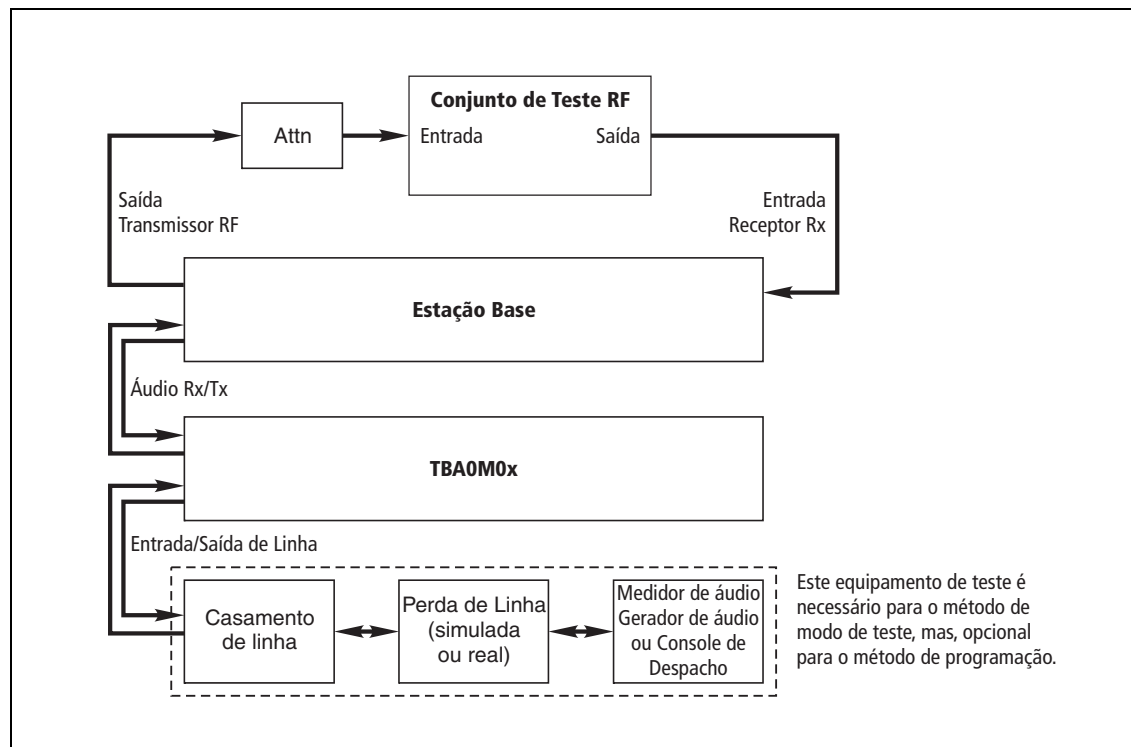 Conjunto de Teste RF
Attn
Entrada
Saída
Saída
Transmissor RF
Entrada
Receptor Rx
Estação Base
Áudio Rx/Tx
TBA0M0x
Entrada/Saída de Linha
Casamento
de linha
Perda de Linha
(simulada
ou real)
Medidor de áudio
Gerador de áudio
ou Console de
Despacho
Este equipamento de teste é
necessário para o método de
modo de teste, mas, opcional
para o método de programação.